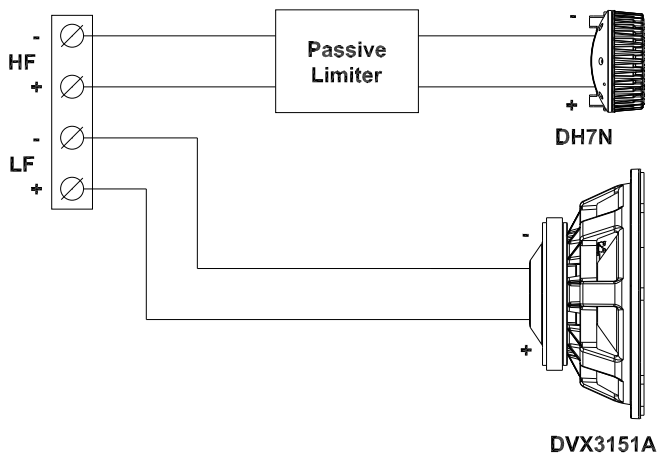 -
HF
+
-
LF
+
Passive
Limiter
-
+
DH7N
-
+
DVX3151A